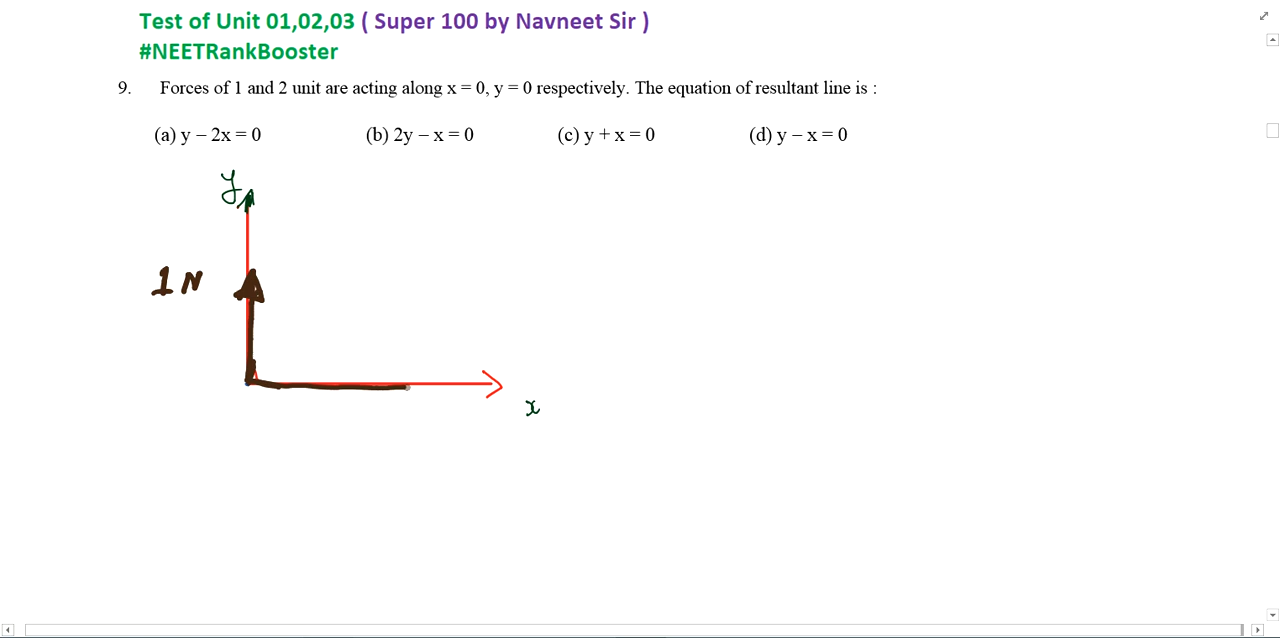 Test of Unit 01,02,03 ( Super 100 by Navneet Sir )
#NEETRankBooster
9. Forces of 1 and 2 unit are acting along x = 0, y = 0 respectively. The equation of resultant line is :
(a) y – 2x = 0 (b) 2y – x = 0 (c) y + x = 0 (d) y – x = 0
y
1 N
x